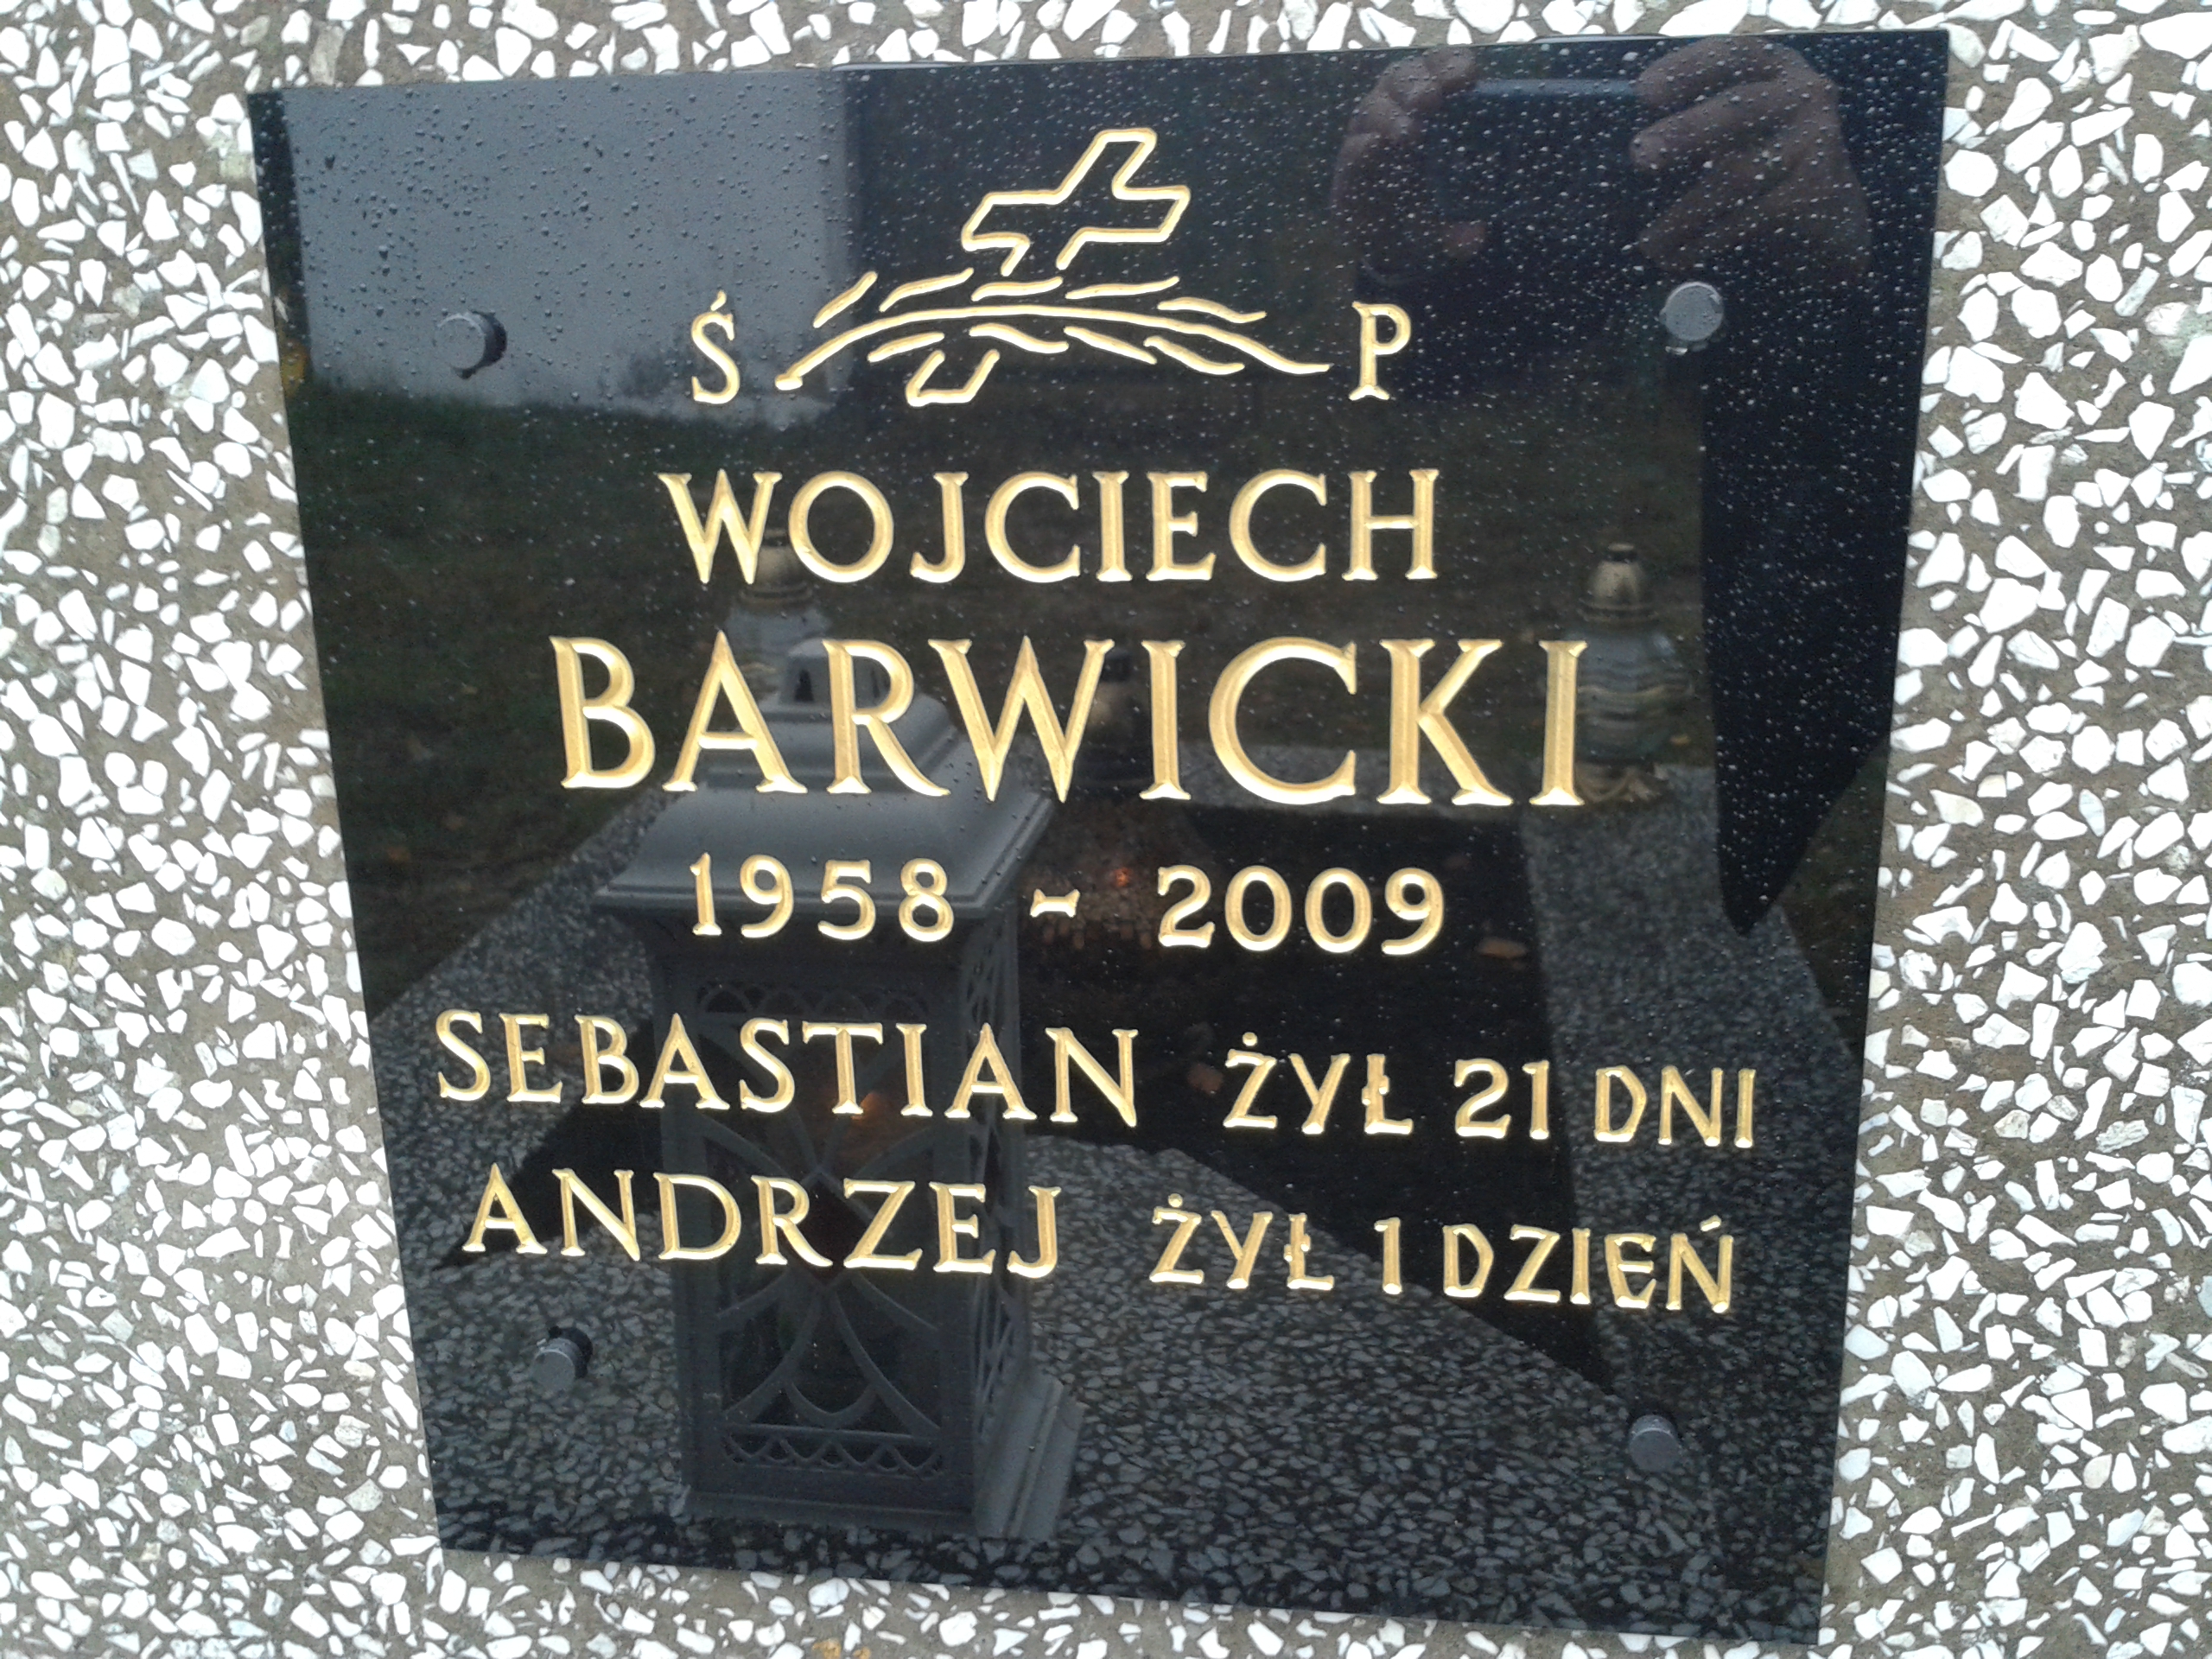 Ś P
WOJCIECH
BARWICKI
1958 - 2009
SEBASTIAN ŻYŁ 21 DNI
ANDRZEJ ŻYŁ 1 DZIEŃ